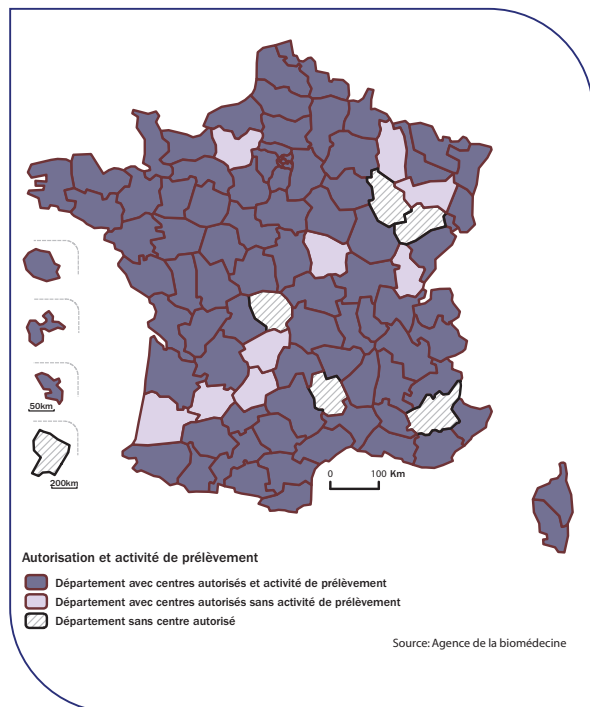 50km
200km
0 100 Km
Autorisation et activité de prélèvement
Département avec centres autorisés et activité de prélèvement
Département avec centres autorisés sans activité de prélèvement
Département sans centre autorisé
Source: Agence de la biomédecine